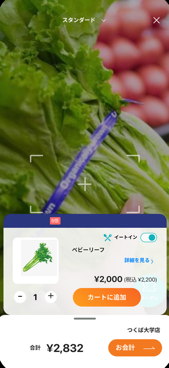 スタンダード
イートイン
ベビーリーフ
詳細を見る
¥2,000 (税込 ¥2,200)
1
カートに追加
つくば大学店
合計 ¥2,832
お会計